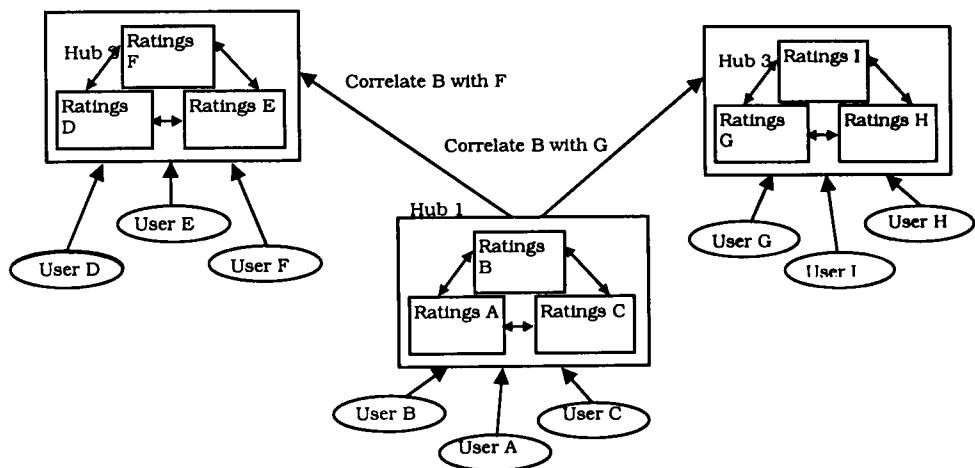 Hub
Ratings
F
Ratings
D
Ratings E
Correlate B with F
Correlate B with G
Hub 3
Ratings I
Ratings
G
Ratings H
User D
User E
User F
User G
User I
User H
Hub 1
Ratings
B
Ratings A
Ratings C
User B
User A
User C